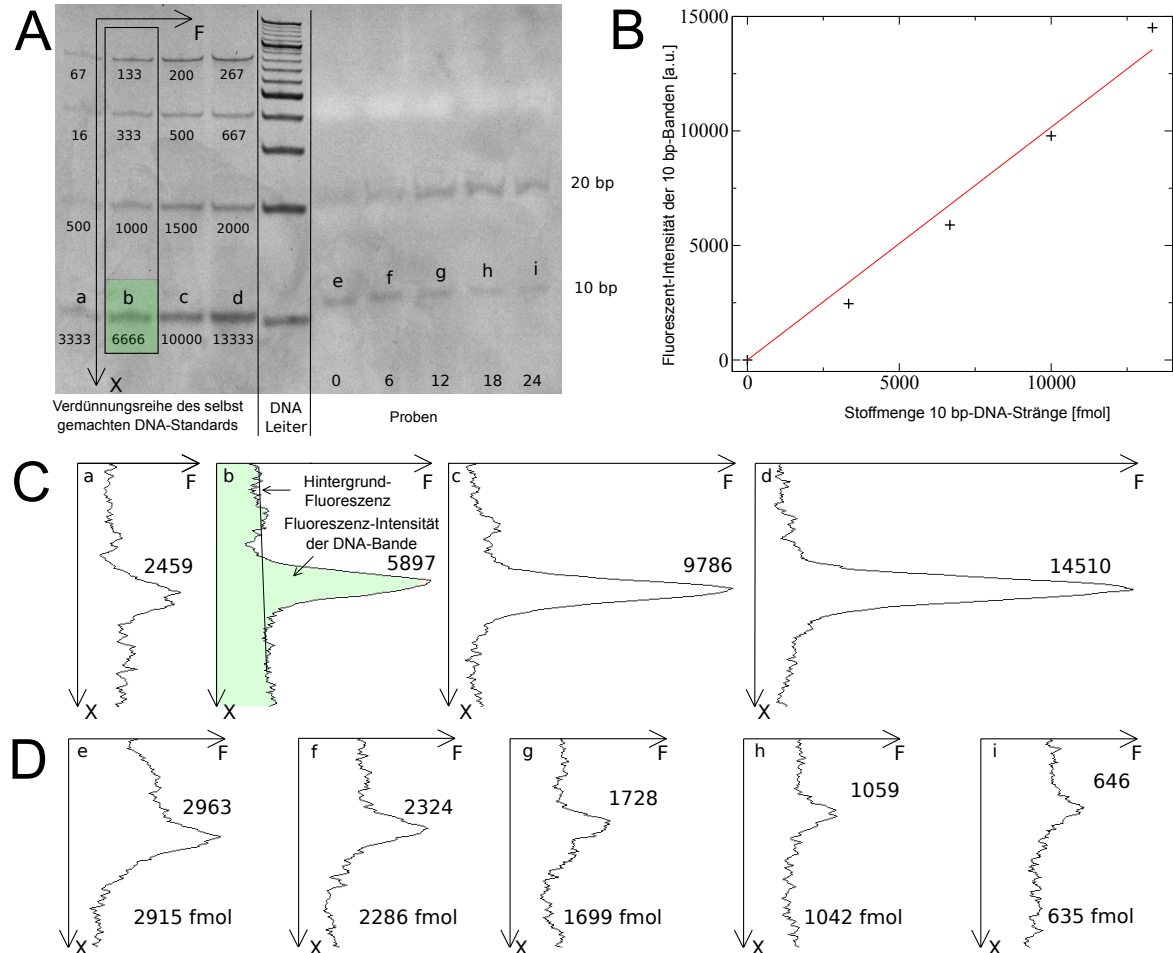 A
F
67 133 200 267
16 333 500 667
500 1000 1500 2000
a b c d
3333 6666 10000 13333
X
20 bp
e f g h i
10 bp
0 6 12 18 24
Verdünnungsreihe des selbst
gemachten DNA-Standards
DNA
Leiter
Proben
B
Fluoreszent-Intensität der 10 bp-Banden [a.u.]
15000
10000
5000
0
0 5000 10000
Stoffmenge 10 bp-DNA-Stränge [fmol]
C
a
F
2459
X
b
F
Hintergrund-
Fluoreszenz
Fluoreszenz-Intensität
der DNA-Bande
5897
X
c
F
9786
X
d
F
14510
X
D
e
F
2963
2915 fmol
X
f
F
2324
2286 fmol
X
g
F
1728
1699 fmol
X
h
F
1059
1042 fmol
X
i
F
646
635 fmol
X